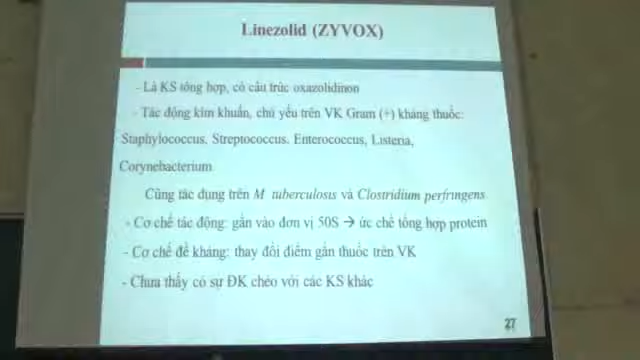 Linezolid (ZYVOX)
- Là KS tổng hợp, có cấu trúc oxazolidinon
- Tác động kìm khuẩn, chủ yếu trên VK Gram (+) kháng thuốc:
Staphylococcus. Streptococcus. Enterococcus, Listeria,
Corynebacterium
Cũng tác dụng trên M tuberculosis và Clostridium perfringens
- Cơ chế tác động: gắn vào đơn vị 50S → ức chế tổng hợp protein
- Cơ chế đề kháng: thay đổi điểm gắn thuốc trên VK
- Chưa thấy có sự ĐK chéo với các KS khác
27